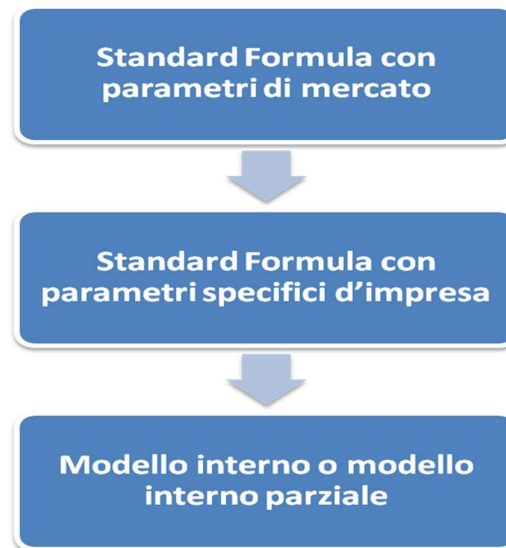 Standard Formula con
parametri di mercato
Standard Formula con
parametri specifici d’impresa
Modello interno o modello
interno parziale